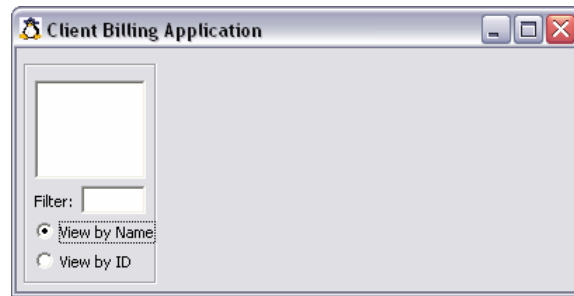 Client Billing Application
Filter:
View by Name
View by ID